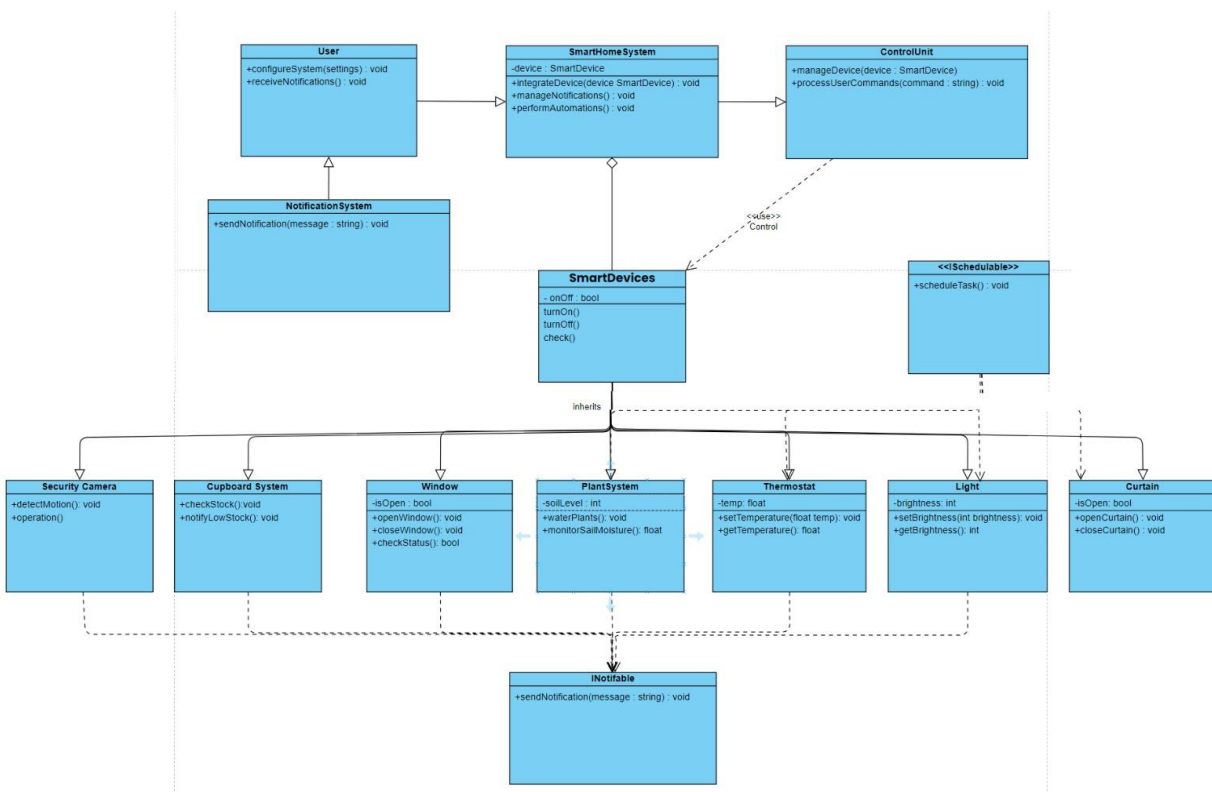 User
+configureSystem(settings) : void
+receiveNotifications() : void
SmartHomeSystem
-device : SmartDevice
+integrateDevice(device SmartDevice) : void
+manageNotifications() : void
+performAutomations() : void
ControlUnit
+manageDevice(device : SmartDevice)
+processUserCommands(command : string) : void
NotificationSystem
+sendNotification(message : string) : void
<<use>>
Control
SmartDevices
- onOff : bool
turnOn()
turnOff()
check()
<<ISchedulable>>
+scheduleTask() : void
inherits
Security Camera
+detectMotion(): void
+operation()
Cupboard System
+checkStock():void
+notifyLowStock(): void
Window
-isOpen : bool
+openWindow(): void
+closeWindow(): void
+checkStatus(): bool
PlantSystem
-soilLevel : int
+waterPlants(): void
+monitorSailMoisture(): float
Thermostat
-temp: float
+setTemperature(float temp): void
+getTemperature(): float
Light
-brightness: int
+setBrightness(int brightness): void
+getBrightness(): int
Curtain
-isOpen: bool
+openCurtain() : void
+closeCurtain() : void
INotifable
+sendNotification(message : string) : void